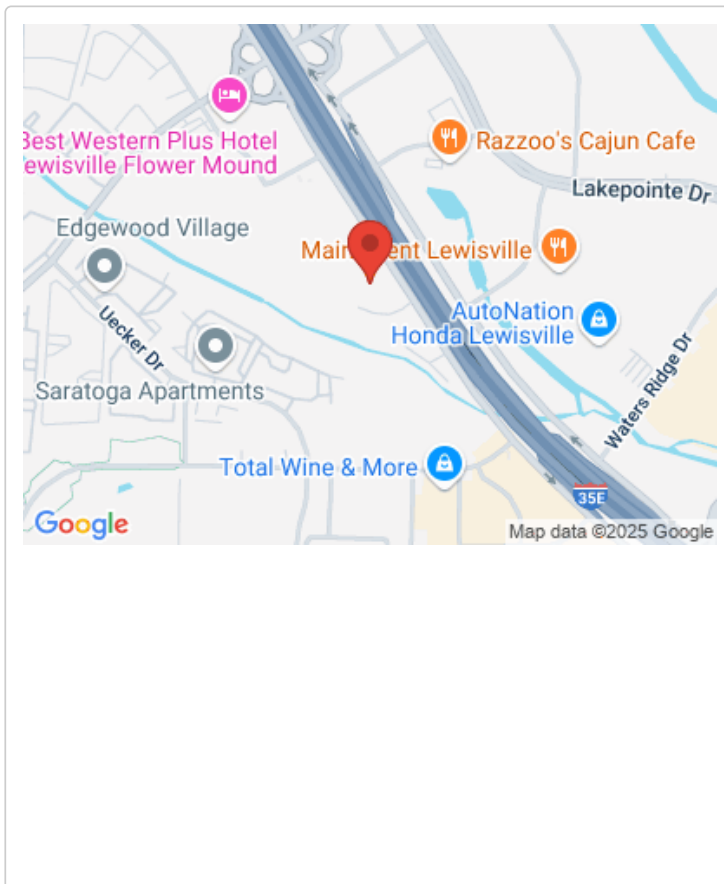 Best Western Plus Hotel
Lewisville Flower Mound
Razzoo's Cajun Cafe
Lakepointe Dr
Edgewood Village
Lewisville
AutoNation
Honda Lewisville
Uecker Dr
Saratoga Apartments
Waters Ridge Dr
Total Wine & More
35E
Google
Map data ©2025 Google